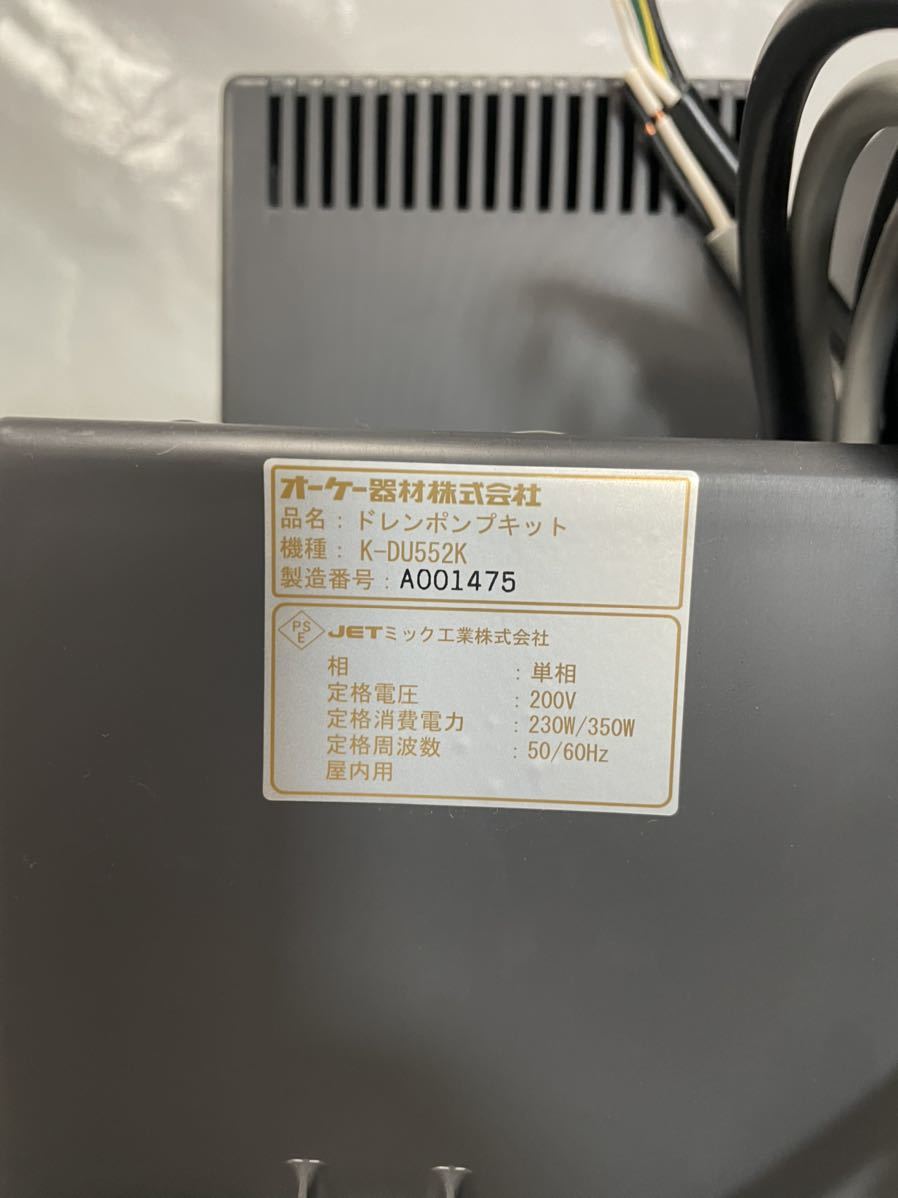 オーケー器材株式会社
品名：ドレンポンプキット
機種：K-DU552K
製造番号：A001475
PSE JETミック工業株式会社
相：単相
定格電圧：200V
定格消費電力：230W/350W
定格周波数：50/60Hz
屋内用